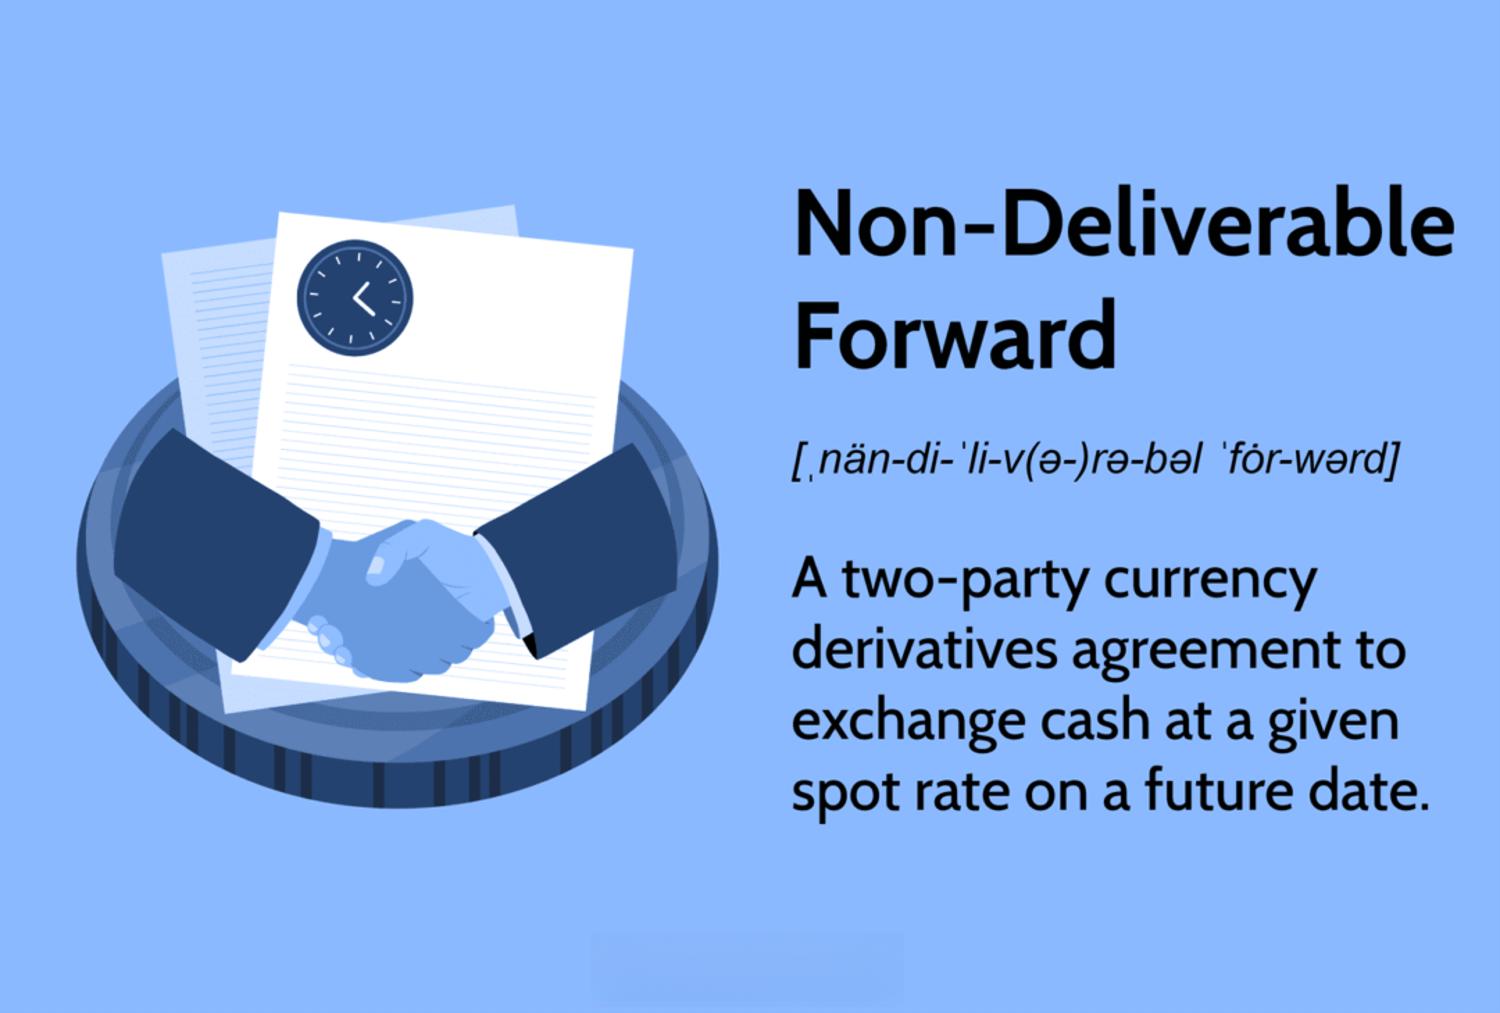 Non-Deliverable
Forward
[ˌnän-di-ˈli-v(ə-)rə-bəl ˈfȯr-wərd]
A two-party currency
derivatives agreement to
exchange cash at a given
spot rate on a future date.